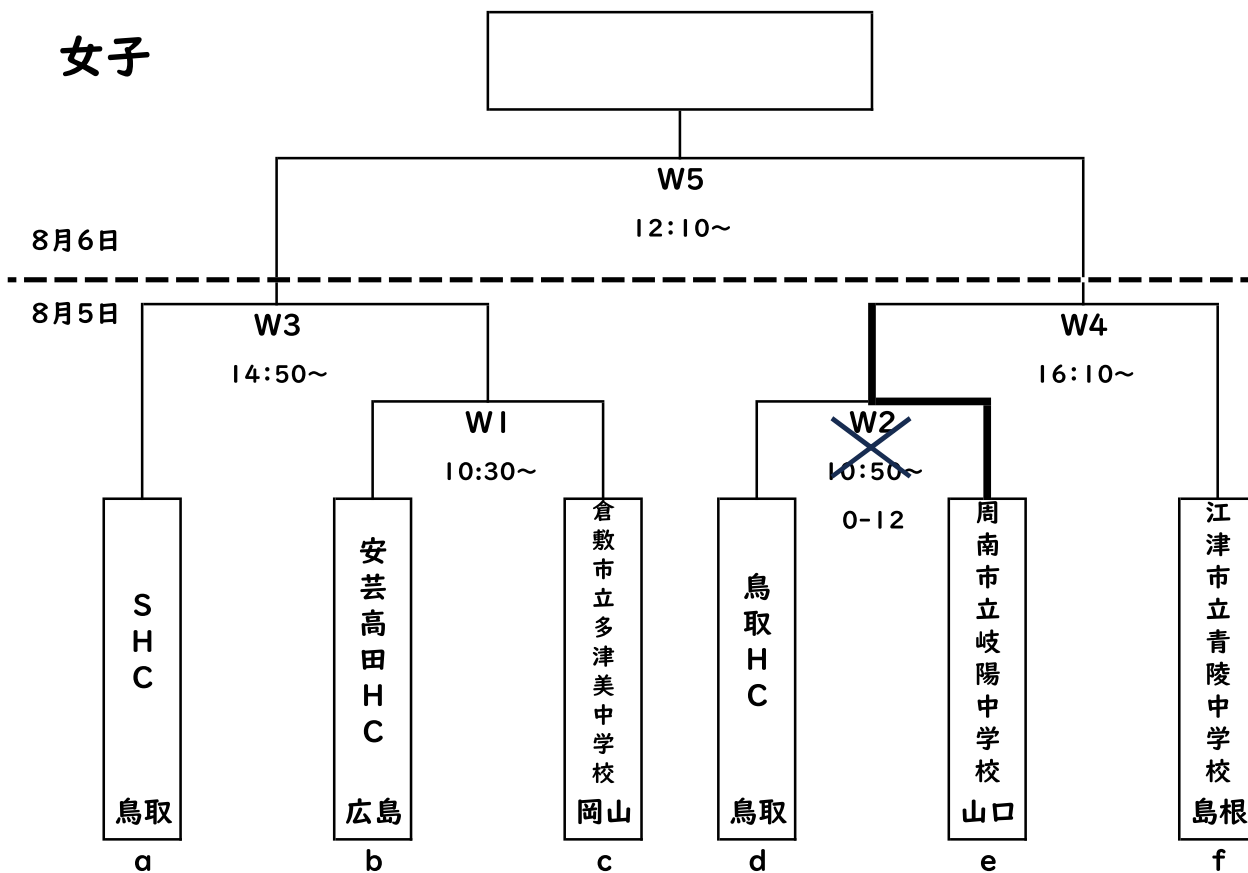 女子
W5
12:10～
8月6日
8月5日
W3
14:50～
W4
16:10～
W1
10:30～
W2
10:50～
0-12
SHC
鳥取
安芸高田HC
広島
倉敷市立多津美中学校
岡山
鳥取HC
鳥取
周南市立岐陽中学校
山口
江津市立青陵中学校
島根
a
b
c
d
e
f